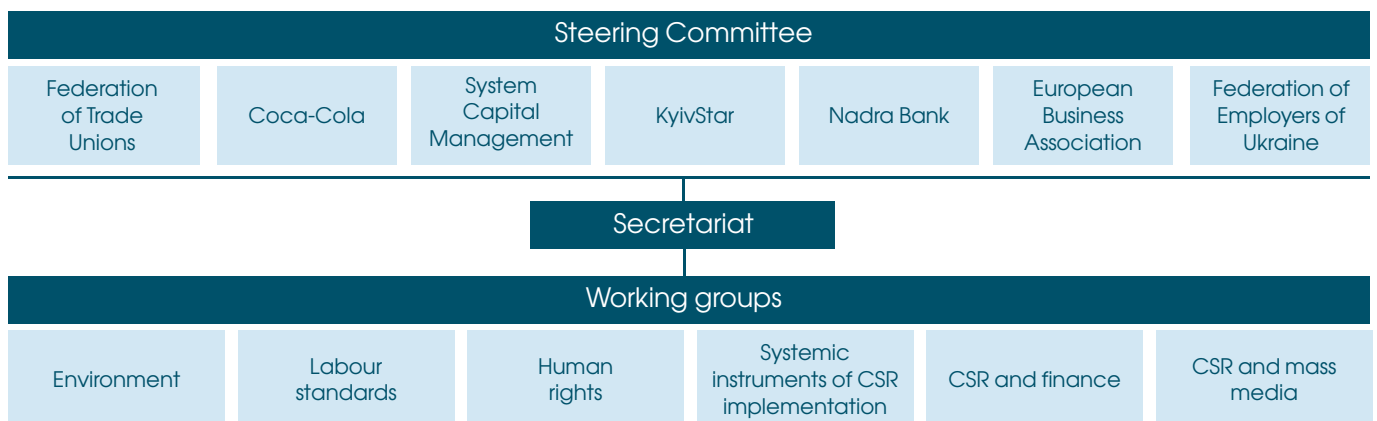 Steering Committee
Federation
of Trade
Unions
Coca-Cola
System
Capital
Management
KyivStar
Nadra Bank
European
Business
Association
Federation of
Employers of
Ukraine
Secretariat
Working groups
Environment
Labour
standards
Human
rights
Systemic
instruments of CSR
implementation
CSR and finance
CSR and mass
media